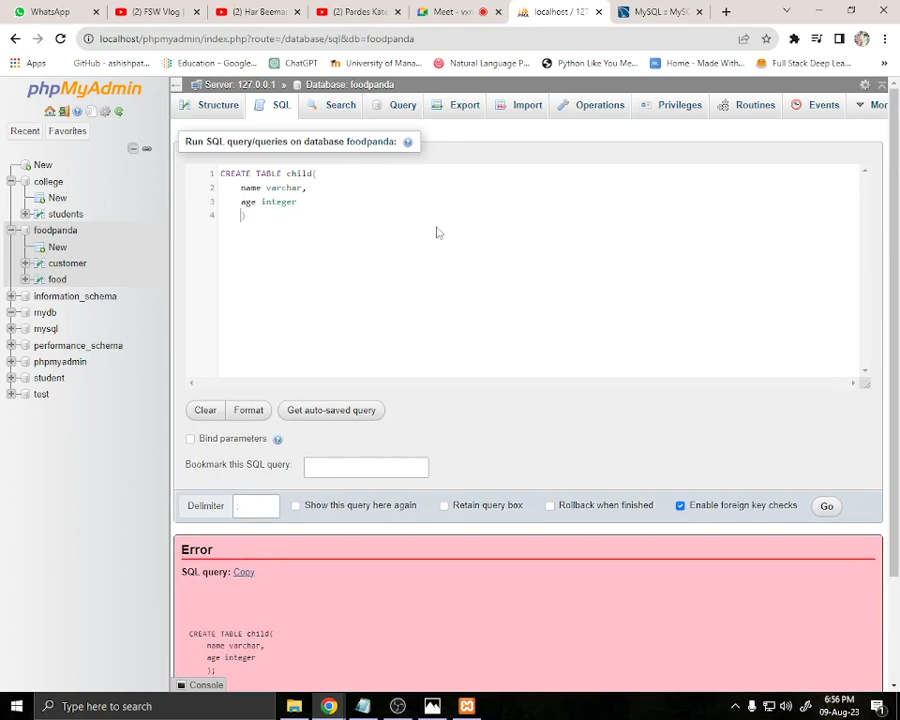 WhatsApp
(2) FSW Vlog |
(2) Har Beeman
(2) Pardes Kate
Meet - vxn
localhost / 127
MySQL :: MySC
localhost/phpmyadmin/index.php?route=/database/sql&db=foodpanda
Apps
GitHub - ashishpat...
Education – Google...
ChatGPT
University of Mana...
Natural Language P...
Python Like You Me...
Home - Made With...
Full Stack Deep Lea...
phpMyAdmin
Server: 127.0.0.1 » Database: foodpanda
Structure
SQL
Search
Query
Export
Import
Operations
Privileges
Routines
Events
Mor
Recent
Favorites
New
college
New
students
foodpanda
New
customer
food
information_schema
mydb
mysql
performance_schema
phpmyadmin
student
test
Run SQL query/queries on database foodpanda:
1 CREATE TABLE child(
2 name varchar,
3 age integer
4 )
Clear
Format
Get auto-saved query
Bind parameters
Bookmark this SQL query:
Delimiter
;
Show this query here again
Retain query box
Rollback when finished
Enable foreign key checks
Go
Error
SQL query: Copy
CREATE TABLE child(
name varchar,
age integer
);
Console
Type here to search
6:56 PM
09-Aug-23